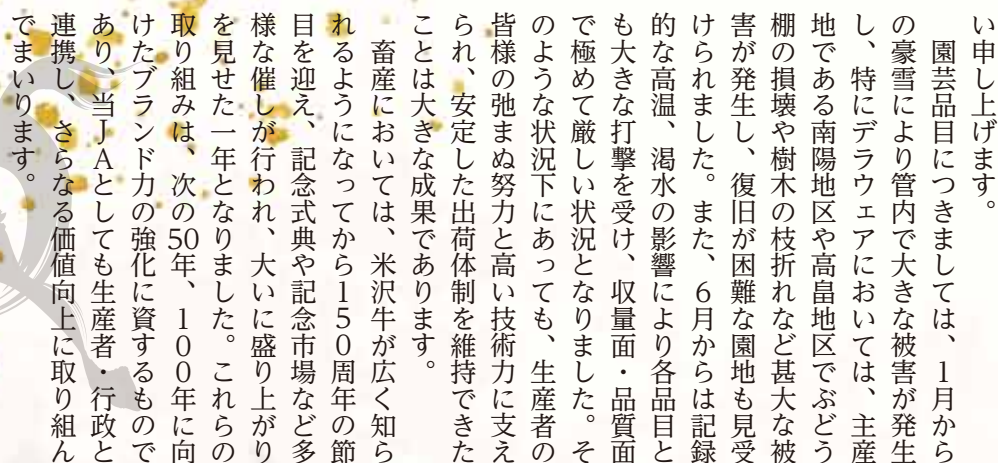 い申し上げます。
　園芸品目につきましては、1月から
の豪雪により管内で大きな被害が発生
し、特にデラウェアにおいては、主産
地である南陽地区や高畠地区でぶどう
棚の損壊や樹木の枝折れなど甚大な被
害が発生し、復旧が困難な園地も見受
けられました。また、6月からは記録
的な高温、渇水の影響により各品目と
も大きな打撃を受け、収量面・品質面
で極めて厳しい状況となりました。そ
のような状況下にあっても、生産者の
皆様の弛まぬ努力と高い技術力に支え
られ、安定した出荷体制を維持できた
ことは大きな成果であります。
　畜産においては、米沢牛が広く知ら
れるようになってから150周年の節
目を迎え、記念式典や記念市場など多
様な催しが行われ、大いに盛り上がり
を見せた一年となりました。これらの
取り組みは、次の50年、100年に向
けたブランド力の強化に資するもので
あり、当JAとしても生産者・行政と
連携し、さらなる価値向上に取り組ん
でまいります。